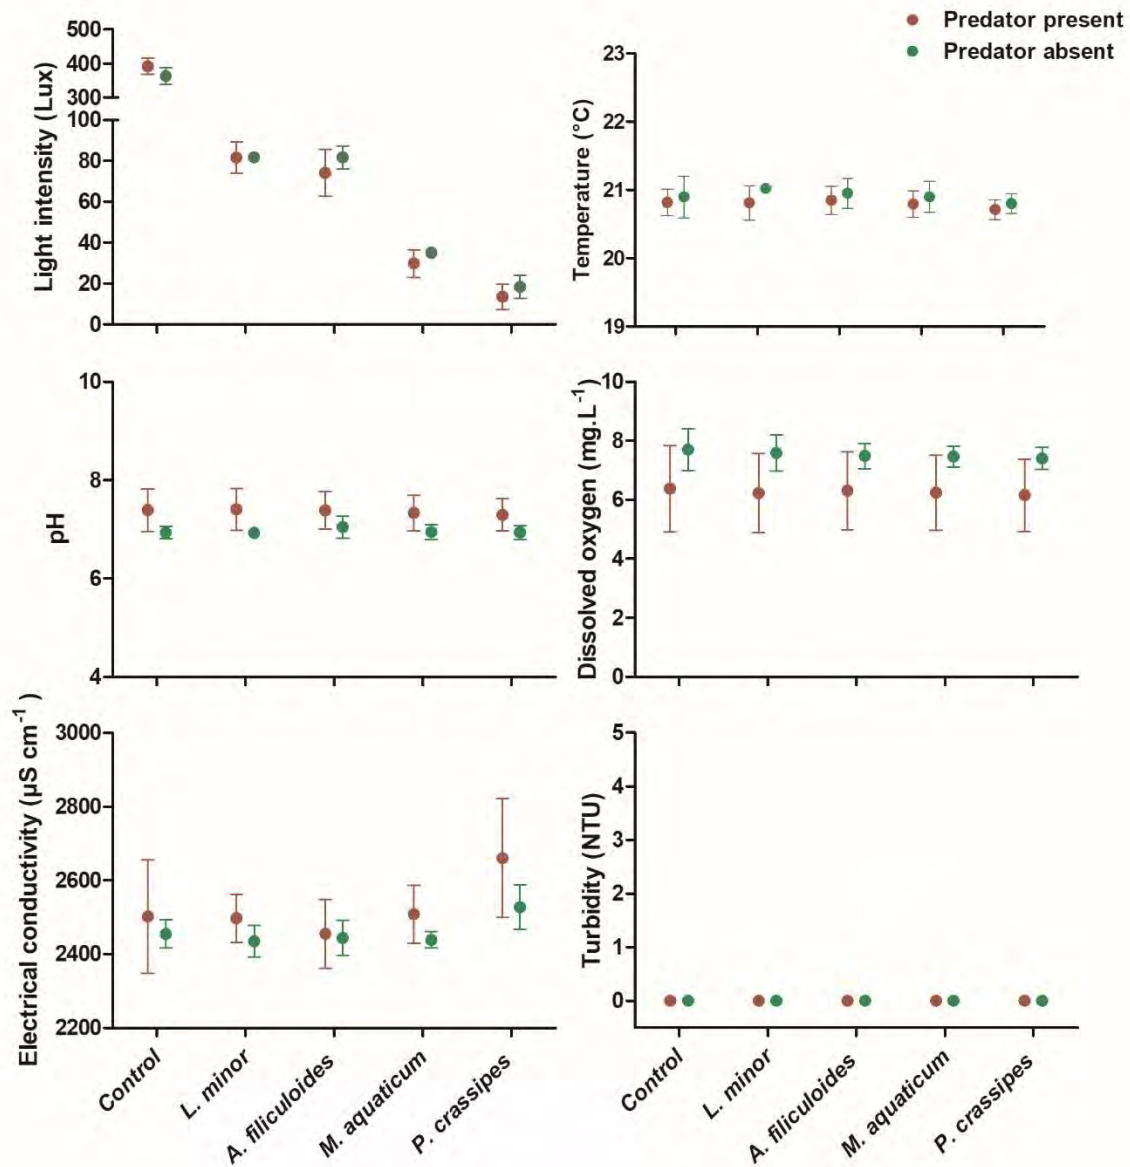 Predator present
Predator absent
Light intensity (Lux)
500
400
300
100
80
60
40
20
0
Temperature (°C)
23
22
21
20
19
pH
10
8
6
4
Dissolved oxygen (mg.L-1)
10
8
6
4
2
0
Electrical conductivity (µS cm-1 )
3000
2800
2600
2400
2200
Control
L. minor
A. filiculoides
M. aquaticum
P. crassipes
Turbidity (NTU)
5
4
3
2
1
0
Control
L. minor
A. filiculoides
M. aquaticum
P. crassipes